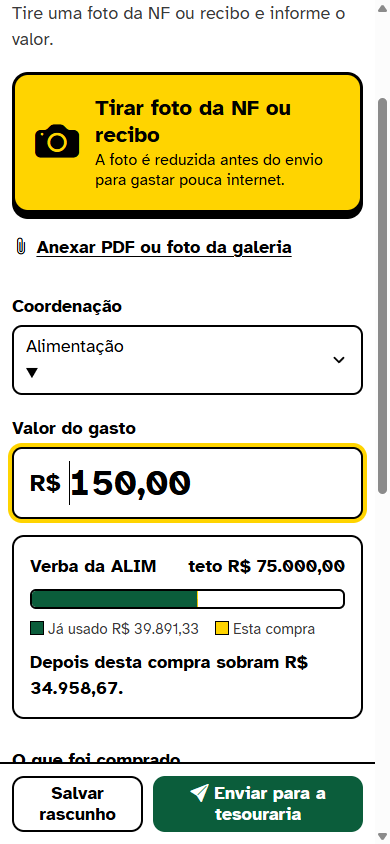 Tire uma foto da NF ou recibo e informe o
valor.
Tirar foto da NF ou
recibo
A foto é reduzida antes do envio
para gastar pouca internet.
Anexar PDF ou foto da galeria
Coordenação
Alimentação
▼
Valor do gasto
R$ 150,00
Verba da ALIM teto R$ 75.000,00
Já usado R$ 39.891,33 Esta compra
Depois desta compra sobram R$
34.958,67.
O que foi comprado
Salvar
rascunho
Enviar para a
tesouraria